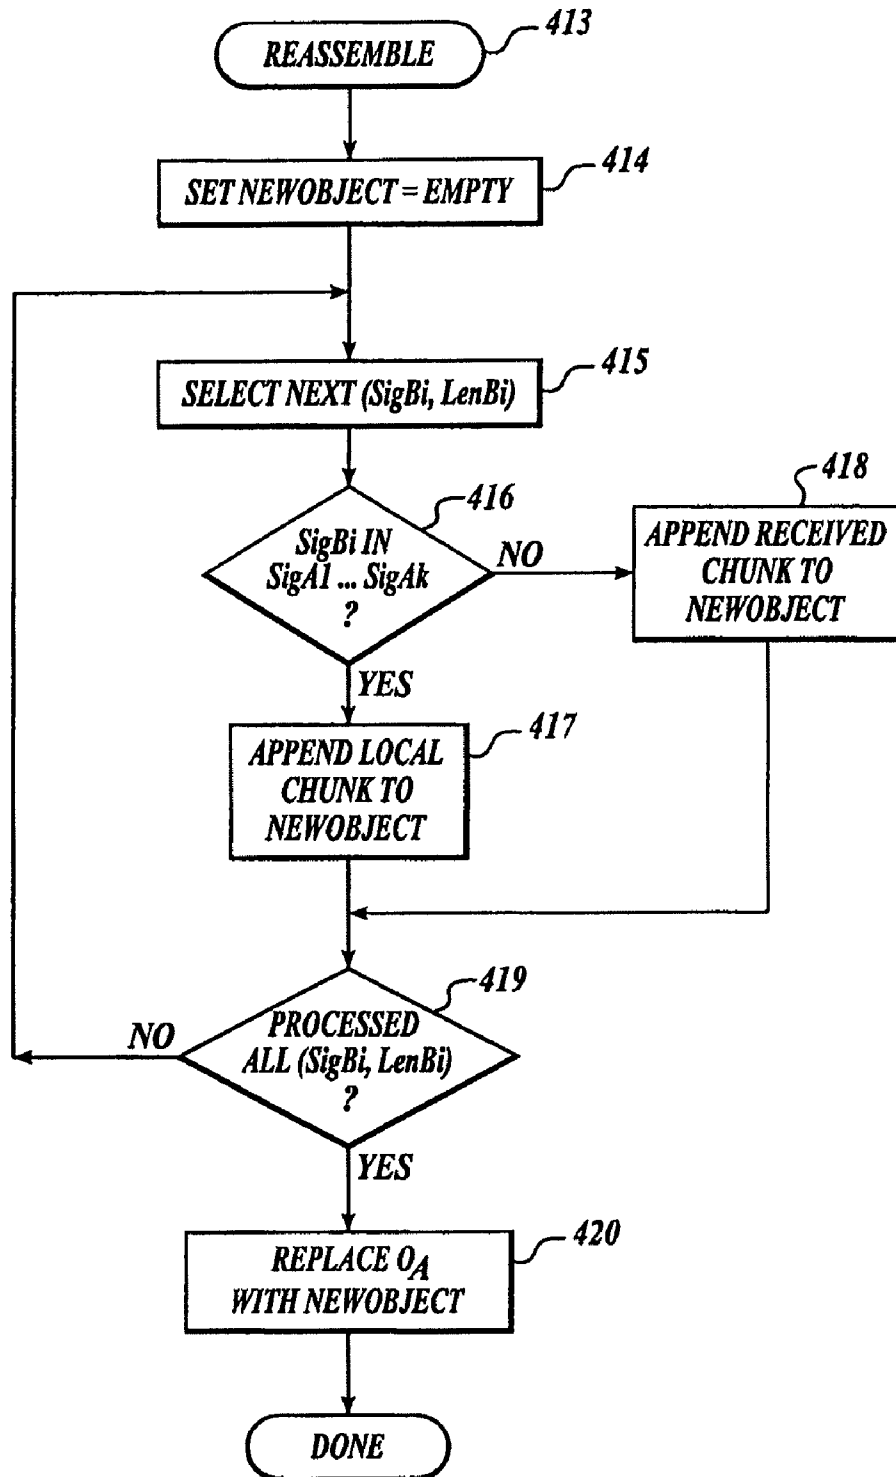 413
REASSEMBLE
414
SET NEWOBJECT = EMPTY
415
SELECT NEXT (SigBi, LenBi)
416
SigBi IN
SigA1 ... SigAk
?
NO
418
APPEND RECEIVED
CHUNK TO
NEWOBJECT
YES
417
APPEND LOCAL
CHUNK TO
NEWOBJECT
419
PROCESSED
ALL (SigBi, LenBi)
?
NO
YES
420
REPLACE OA
WITH NEWOBJECT
DONE